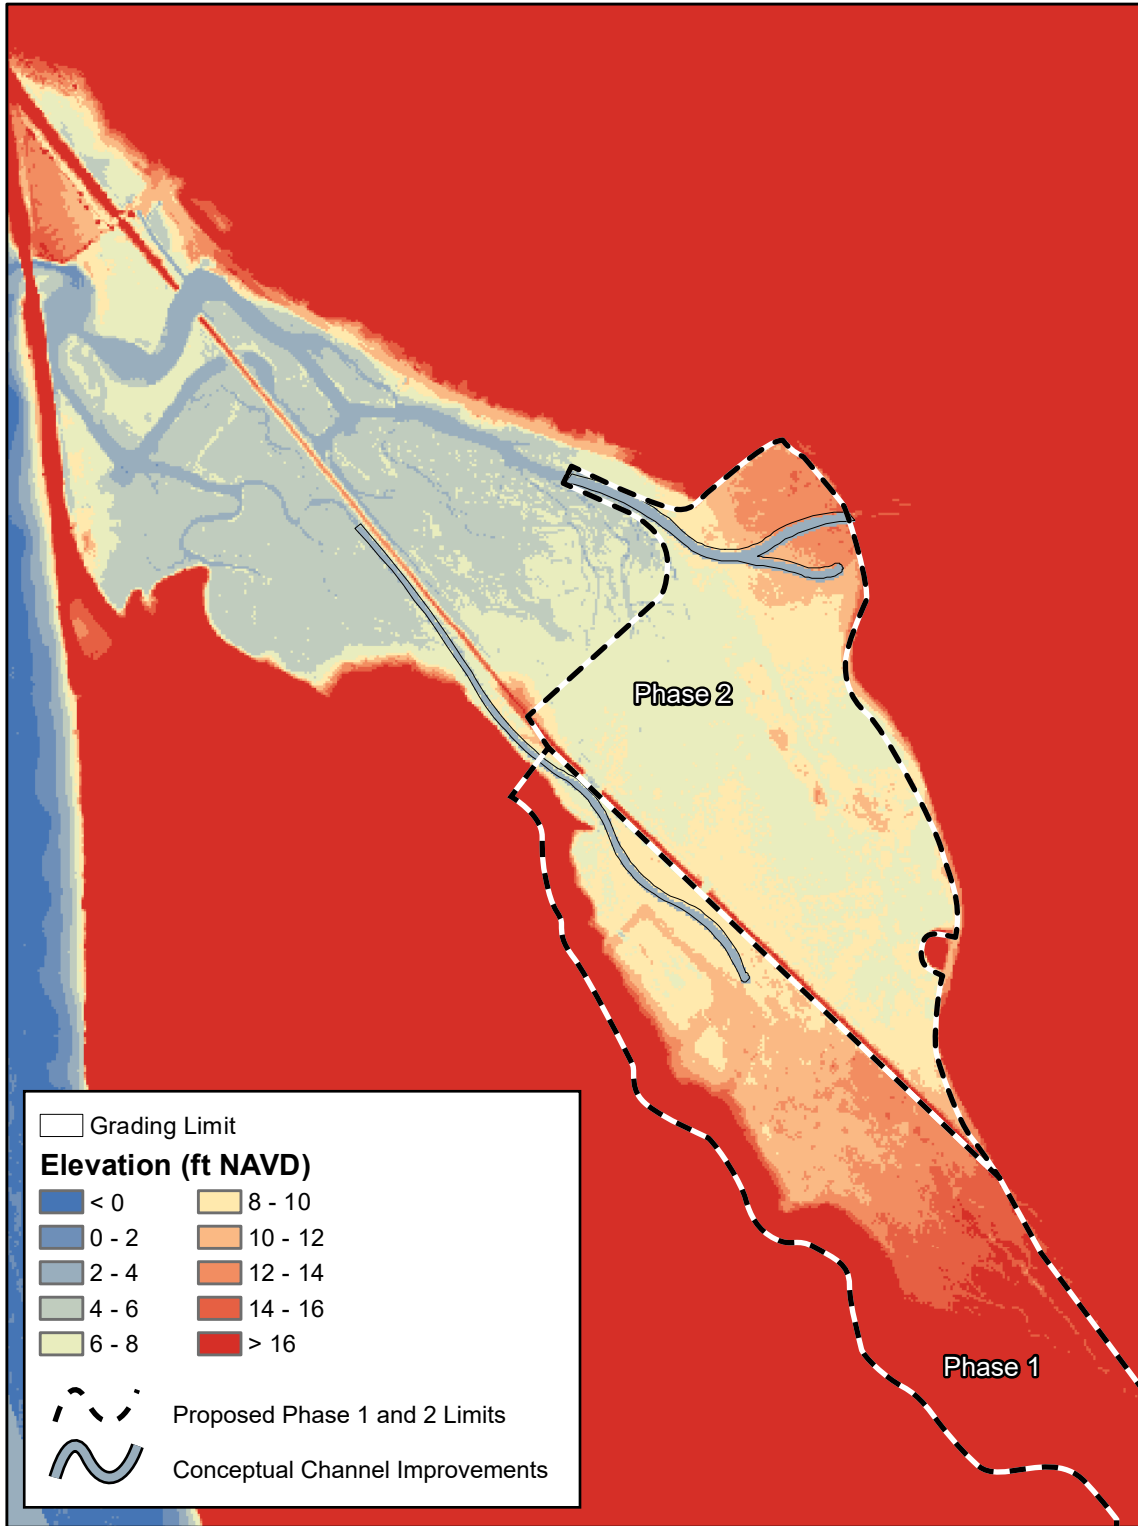 Phase 2
Phase 1
Grading Limit
Elevation (ft NAVD)
< 0
0 - 2
2 - 4
4 - 6
6 - 8
8 - 10
10 - 12
12 - 14
14 - 16
> 16
Proposed Phase 1 and 2 Limits
Conceptual Channel Improvements